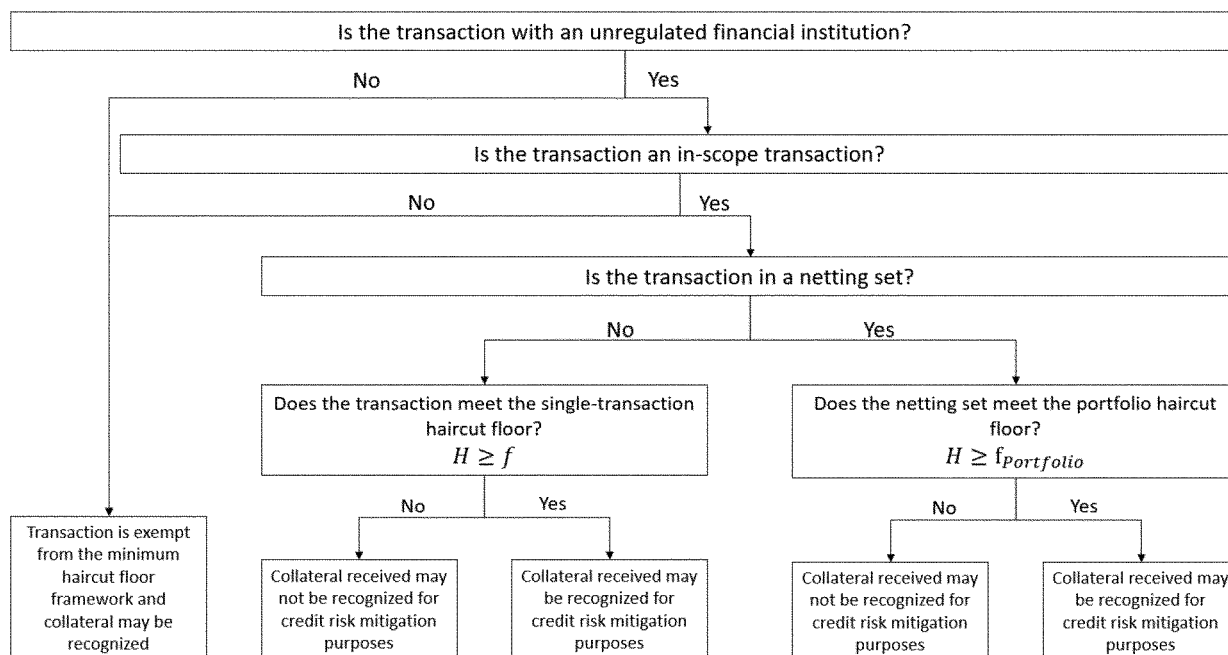 Is the transaction with an unregulated financial institution?
No
Yes
Is the transaction an in-scope transaction?
No
Yes
Is the transaction in a netting set?
No
Yes
Does the transaction meet the single-transaction
haircut floor?
H ≥ f
Does the netting set meet the portfolio haircut
floor?
H ≥ f_Portfolio
No
Yes
No
Yes
Transaction is exempt
from the minimum
haircut floor
framework and
collateral may be
recognized
Collateral received may
not be recognized for
credit risk mitigation
purposes
Collateral received may
be recognized for
credit risk mitigation
purposes
Collateral received may
not be recognized for
credit risk mitigation
purposes
Collateral received may
be recognized for
credit risk mitigation
purposes